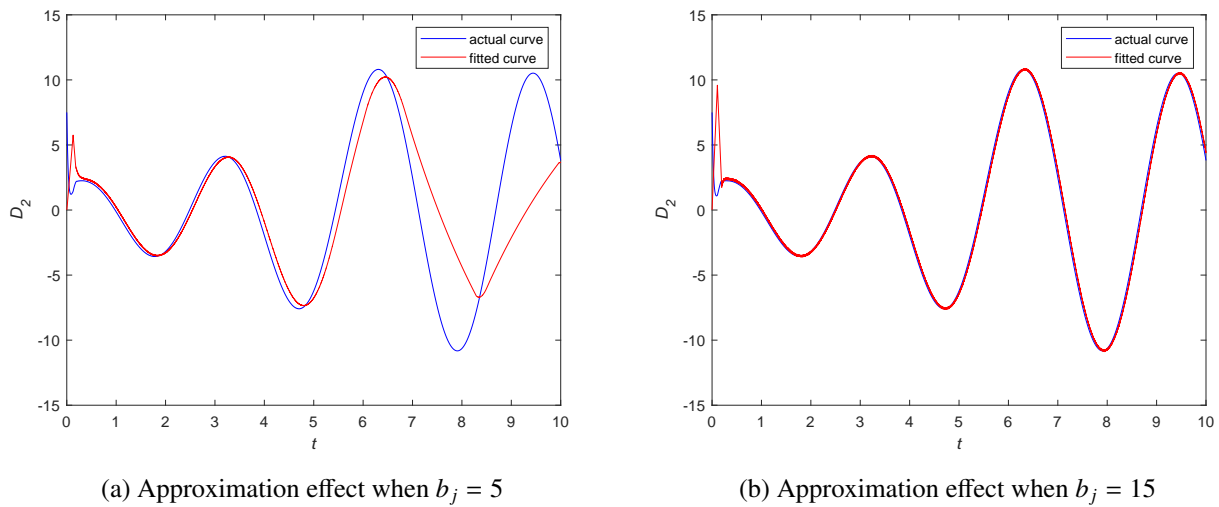 15
10
5
0
-5
-10
-15
D₂
0 1 2 3 4 5 6 7 8 9 10
t
actual curve
fitted curve
(a) Approximation effect when b_j = 5
15
10
5
0
-5
-10
-15
D₂
0 1 2 3 4 5 6 7 8 9 10
t
actual curve
fitted curve
(b) Approximation effect when b_j = 15